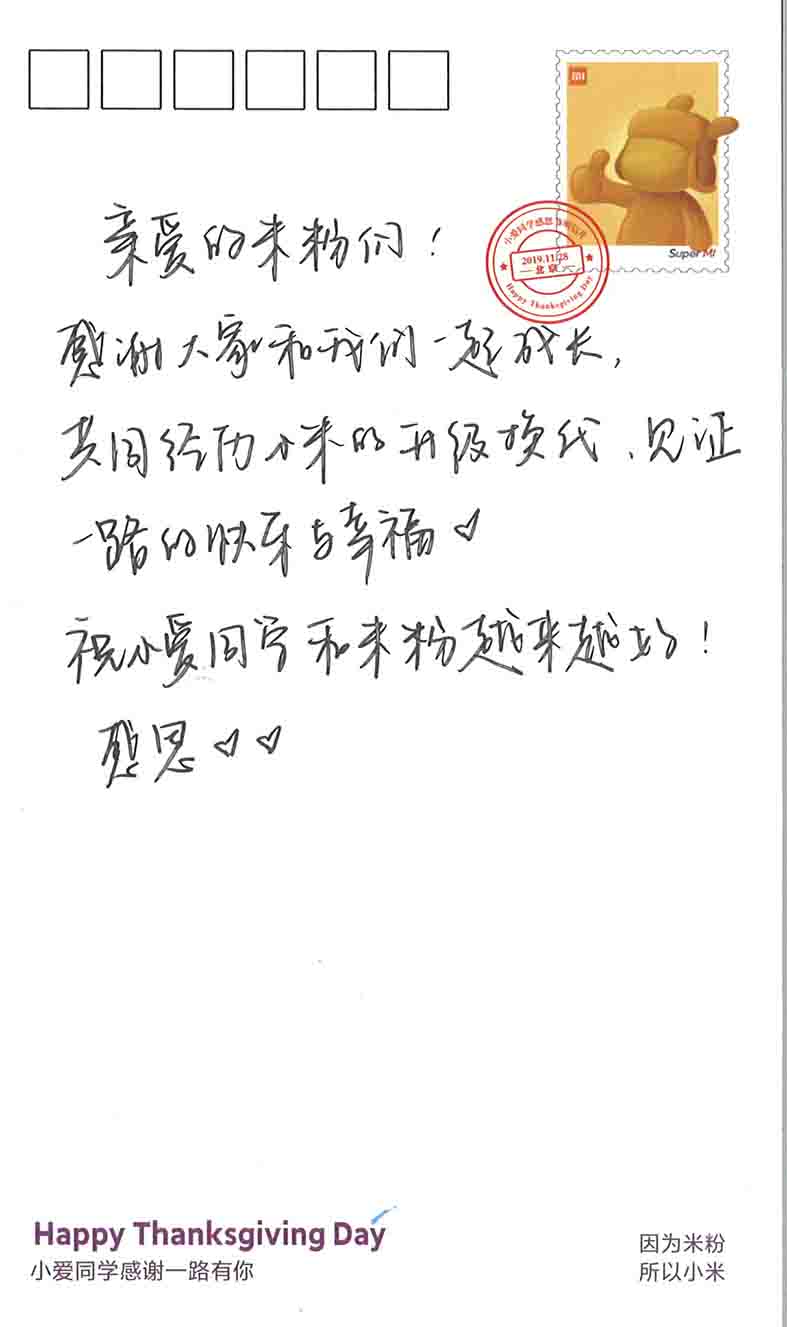 MI
Super MI
小爱同学感恩
2019.11.28
北京
Happy Thanksgiving Day
亲爱的米粉们！
感谢大家和我们一起成长，
共同经历小米的升级换代、见证
一路的快乐与幸福♡
祝小爱同学和米粉越来越好！
感恩♡♡
Happy Thanksgiving Day
小爱同学感谢一路有你
因为米粉
所以小米